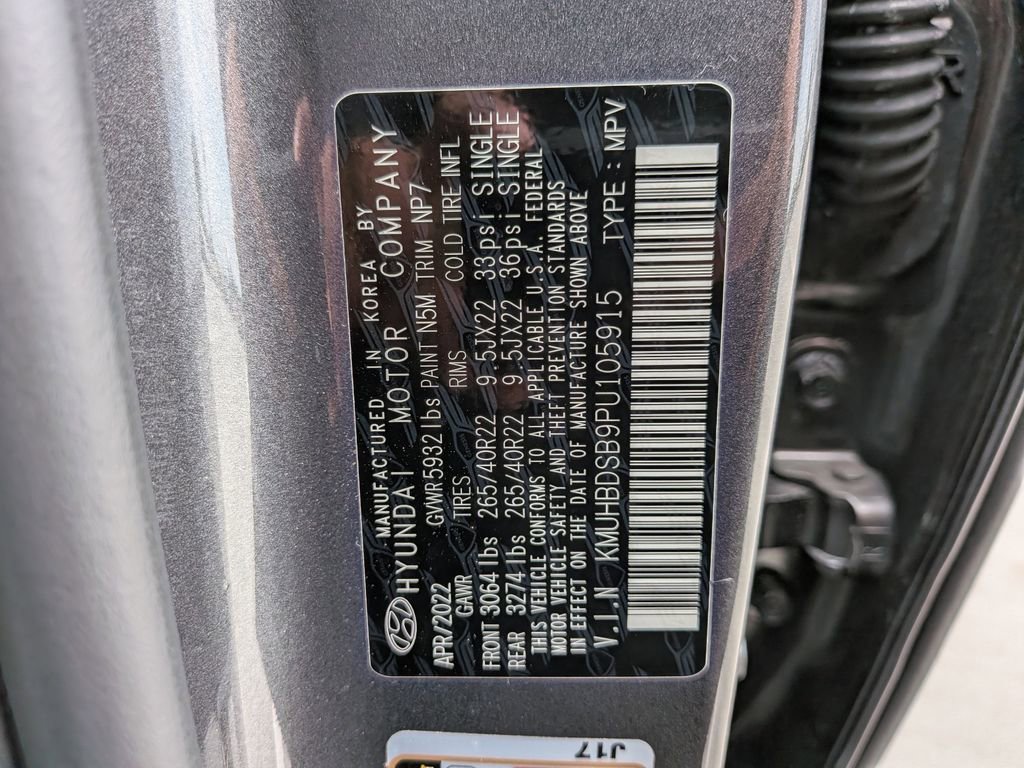 MANUFACTURED IN KOREA BY
HYUNDAI MOTOR COMPANY
APR/2022 GVWR 5932 lbs PAINT N5M TRIM NP7
GAWR TIRES RIMS COLD TIRE INFL
FRONT 3064 lbs 265/40R22 9.5JX22 33psi SINGLE
REAR 3274 lbs 265/40R22 9.5JX22 36psi SINGLE
THIS VEHICLE CONFORMS TO ALL APPLICABLE U.S.A. FEDERAL
MOTOR VEHICLE SAFETY AND THEFT PREVENTION STANDARDS
IN EFFECT ON THE DATE OF MANUFACTURE SHOWN ABOVE
V.I.N KMUHBDSB9PU105915 TYPE : MPV
J17